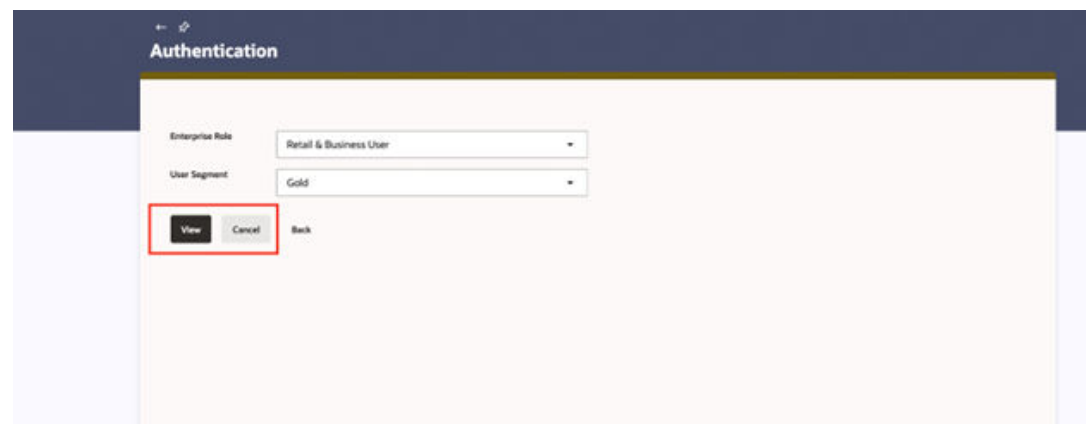 Authentication
Enterprise Role
Retail & Business User
User Segment
Gold
View Cancel Back